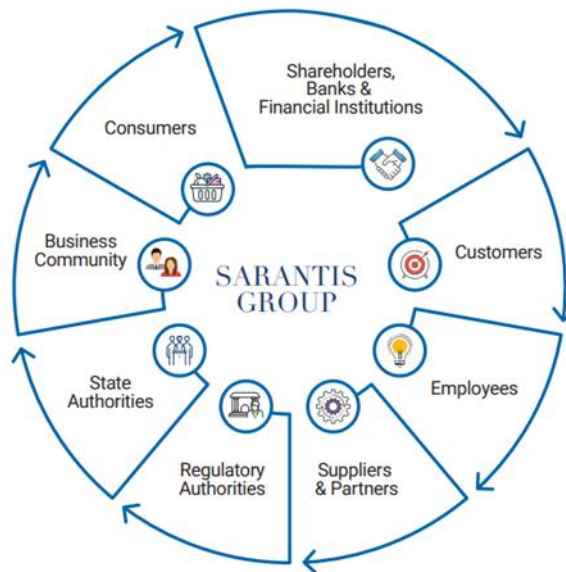 Shareholders,
Banks &
Financial Institutions
Customers
Employees
Suppliers
& Partners
Regulatory
Authorities
State
Authorities
Business
Community
Consumers
SARANTIS
GROUP